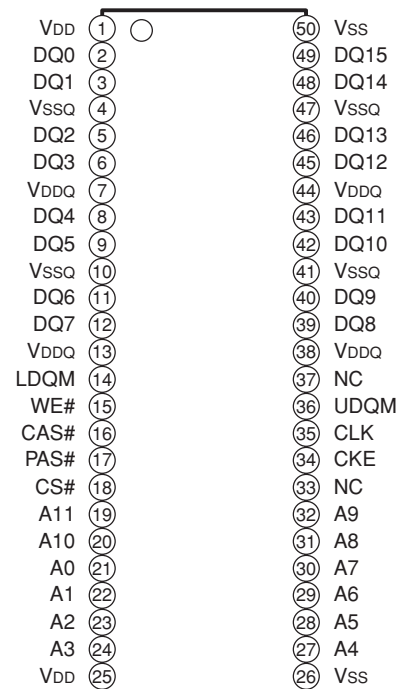 VDD 1 50 VSS
DQ0 2 49 DQ15
DQ1 3 48 DQ14
VSSQ 4 47 VSSQ
DQ2 5 46 DQ13
DQ3 6 45 DQ12
VDDQ 7 44 VDDQ
DQ4 8 43 DQ11
DQ5 9 42 DQ10
VSSQ 10 41 VSSQ
DQ6 11 40 DQ9
DQ7 12 39 DQ8
VDDQ 13 38 VDDQ
LDQM 14 37 NC
WE# 15 36 UDQM
CAS# 16 35 CLK
PAS# 17 34 CKE
CS# 18 33 NC
A11 19 32 A9
A10 20 31 A8
A0 21 30 A7
A1 22 29 A6
A2 23 28 A5
A3 24 27 A4
VDD 25 26 VSS